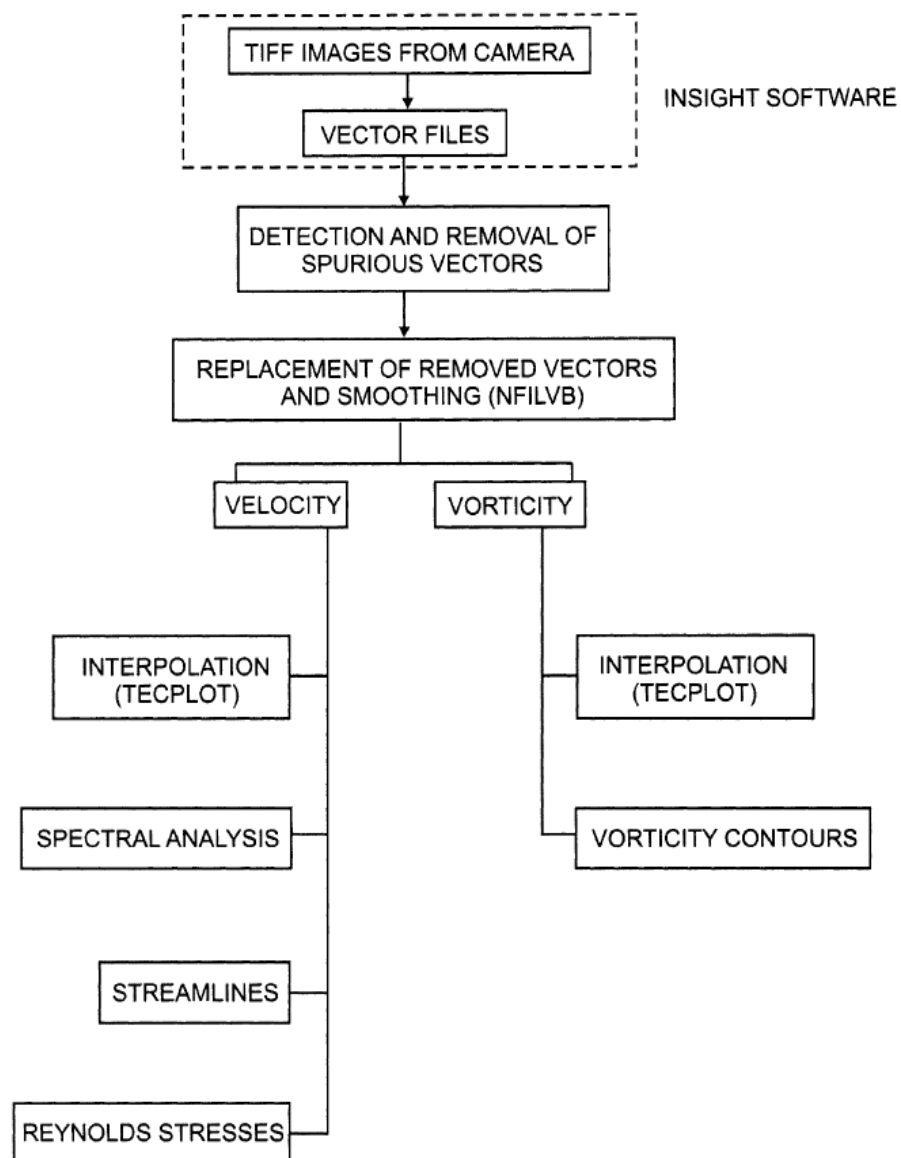 TIFF IMAGES FROM CAMERA
INSIGHT SOFTWARE
VECTOR FILES
DETECTION AND REMOVAL OF
SPURIOUS VECTORS
REPLACEMENT OF REMOVED VECTORS
AND SMOOTHING (NFILVB)
VELOCITY
VORTICITY
INTERPOLATION
(TECPLOT)
INTERPOLATION
(TECPLOT)
SPECTRAL ANALYSIS
VORTICITY CONTOURS
STREAMLINES
REYNOLDS STRESSES